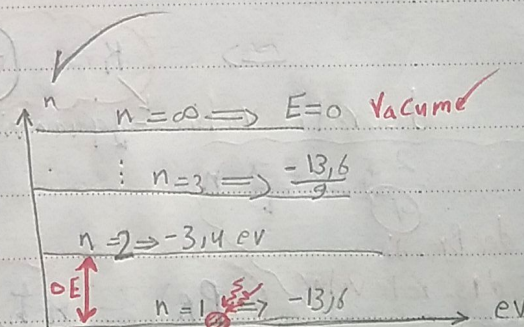 n
n = ∞ ⟹ E=0 Vacume
⋮ n=3 ⟹ -13,6/9
n=2 ⇒ -3,4 ev
ΔE
n=1 ⟹ -13,6
ev